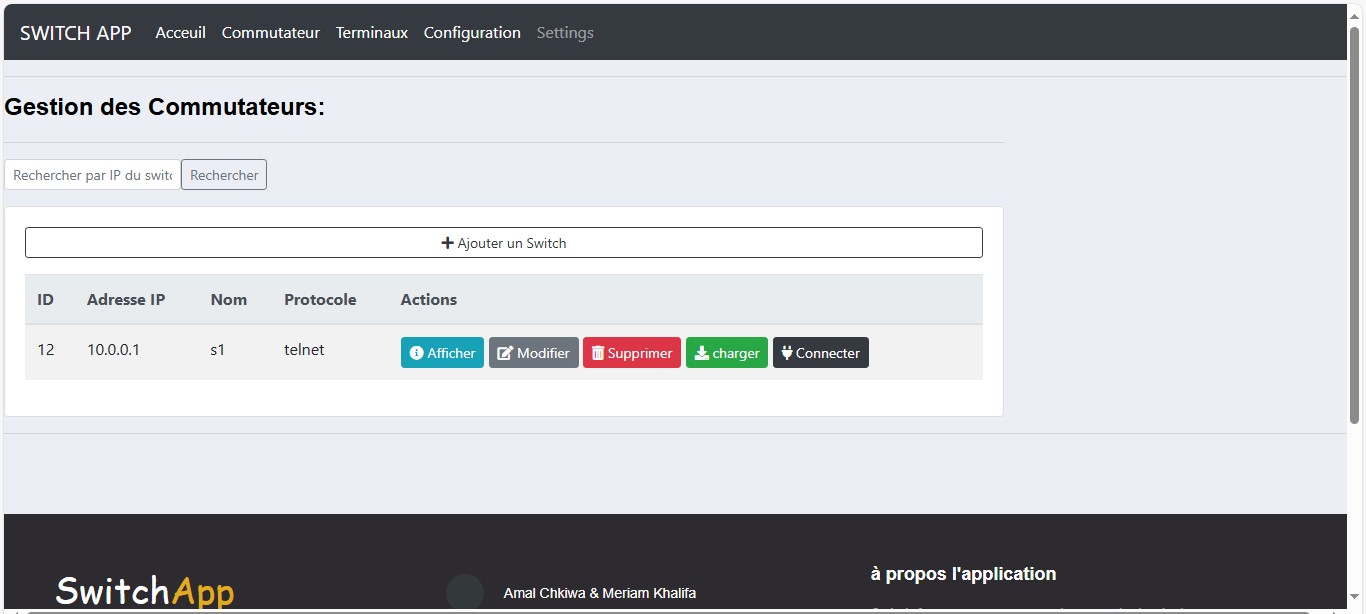 SWITCH APP Acceuil Commutateur Terminaux Configuration Settings
Gestion des Commutateurs:
Rechercher par IP du switc Rechercher
Ajouter un Switch
ID Adresse IP Nom Protocole Actions
12 10.0.0.1 s1 telnet Afficher Modifier Supprimer charger Connecter
à propos l'application
SwitchApp Amal Chkiwa & Meriam Khalifa